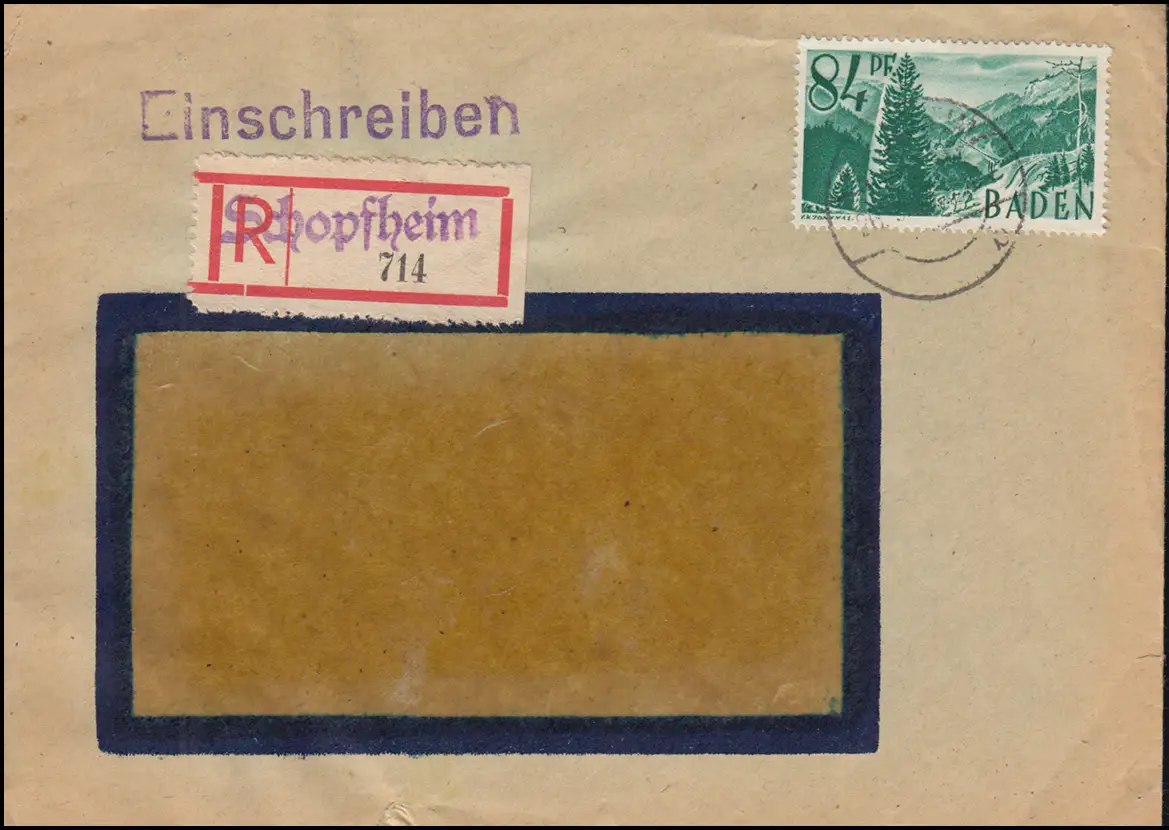 Einschreiben
84 PF
R Schopfheim
714
BADEN